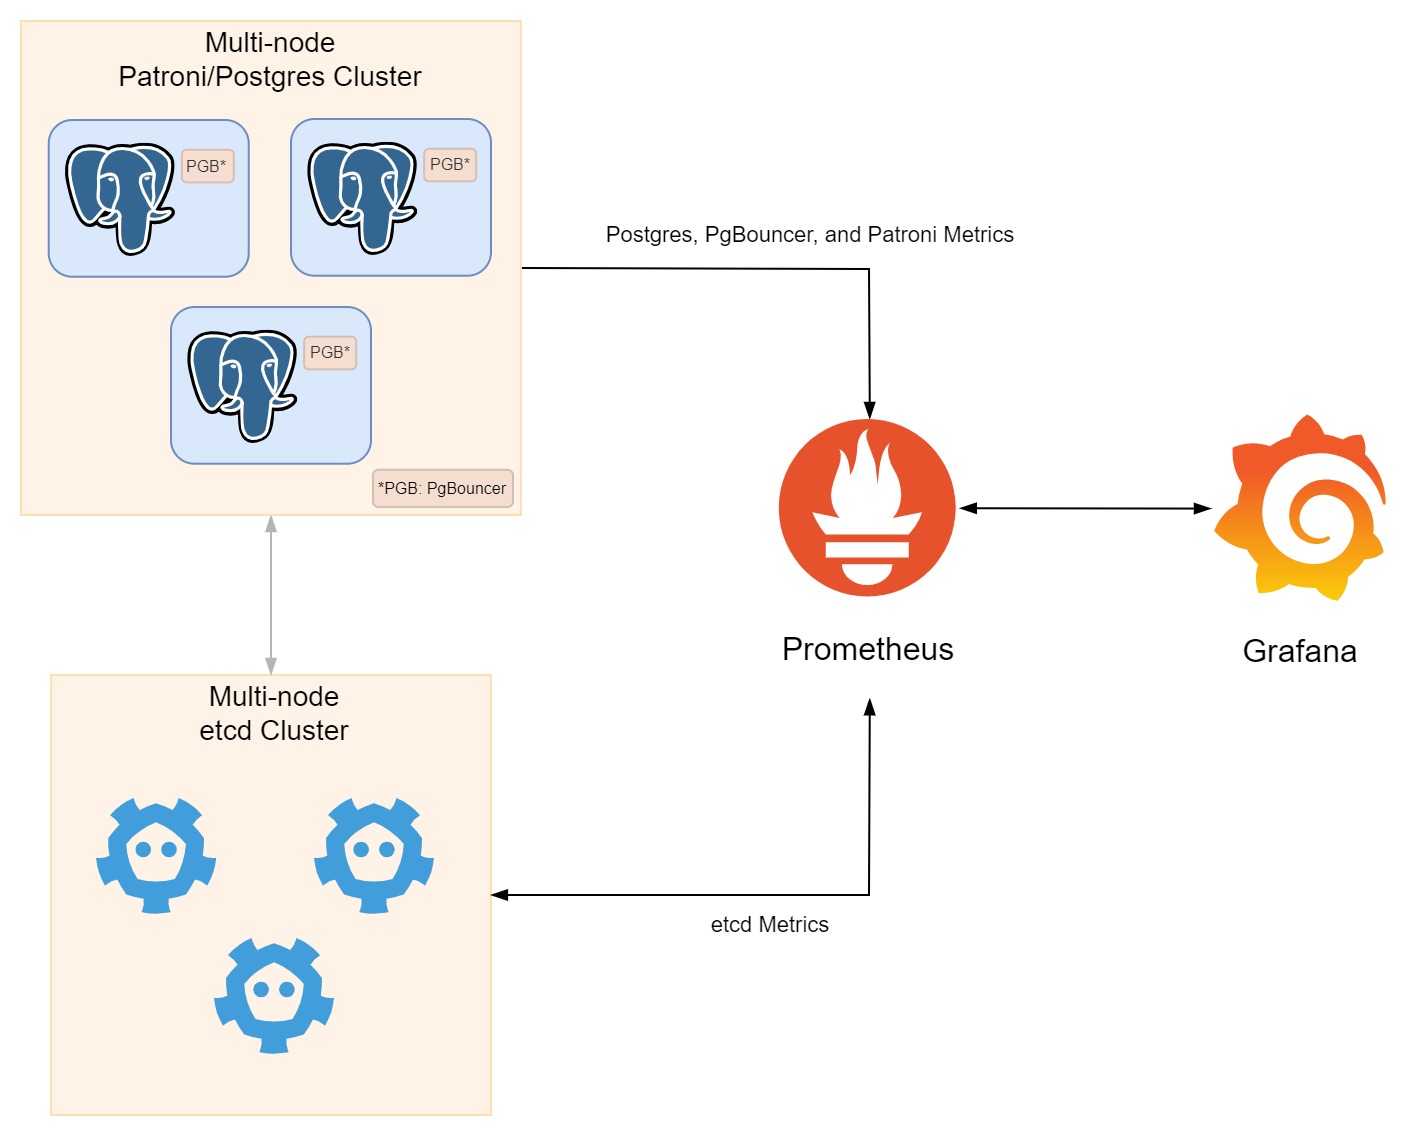 Multi-node
Patroni/Postgres Cluster
PGB*
PGB*
PGB*
*PGB: PgBouncer
Postgres, PgBouncer, and Patroni Metrics
Prometheus
Grafana
Multi-node
etcd Cluster
etcd Metrics